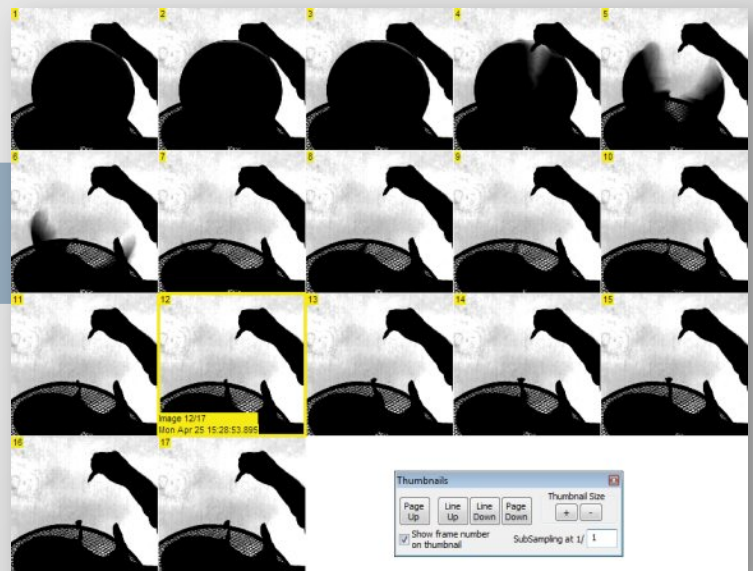 1
2
3
4
5
6
7
8
9
10
11
12
13
14
15
Image 12/17
Mon Apr 25 15:28:53.895
16
17
Thumbnails
Page Up
Line Up
Line Down
Page Down
Thumbnail Size
+
-
Show frame number on thumbnail
SubSampling at 1/ 1